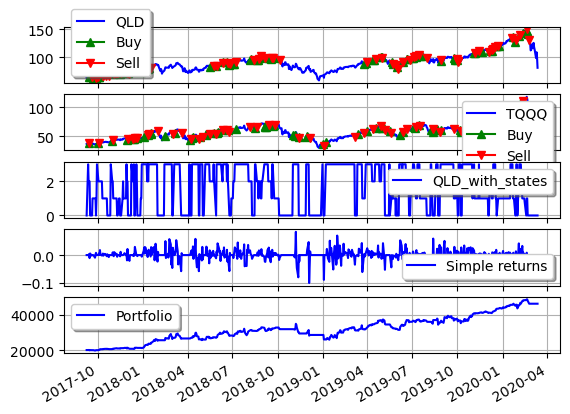 150
100
QLD
Buy
Sell
100
50
TQQQ
Buy
Sell
2
0
QLD_with_states
0.0
−0.1
Simple returns
40000
20000
Portfolio
2017-10 2018-01 2018-04 2018-07 2018-10 2019-01 2019-04 2019-07 2019-10 2020-01 2020-04